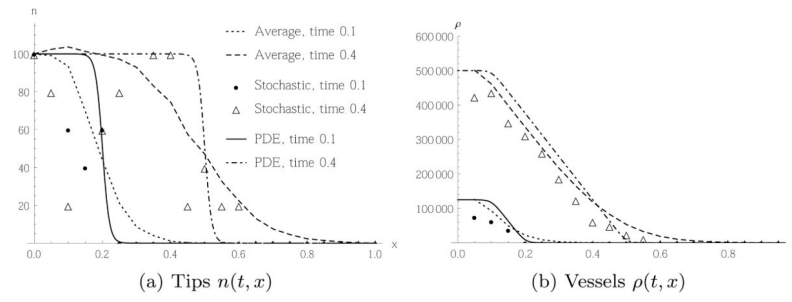 n
100
80
60
40
20
0
0.0 0.2 0.4 0.6 0.8 1.0 x
Average, time 0.1
Average, time 0.4
Stochastic, time 0.1
Stochastic, time 0.4
PDE, time 0.1
PDE, time 0.4
(a) Tips n(t, x)
ρ
600 000
500 000
400 000
300 000
200 000
100 000
0.0 0.2 0.4 0.6 0.8 x
(b) Vessels ρ(t, x)